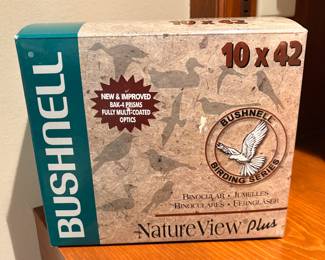 BUSHNELL
10 x 42
NEW & IMPROVED
BAK-4 PRISMS
FULLY MULTI-COATED
OPTICS
BUSHNELL
BIRDING SERIES
BINOCULAR • JUMELLES
BINOCULARES • FERNGLÄSER
NatureView Plus